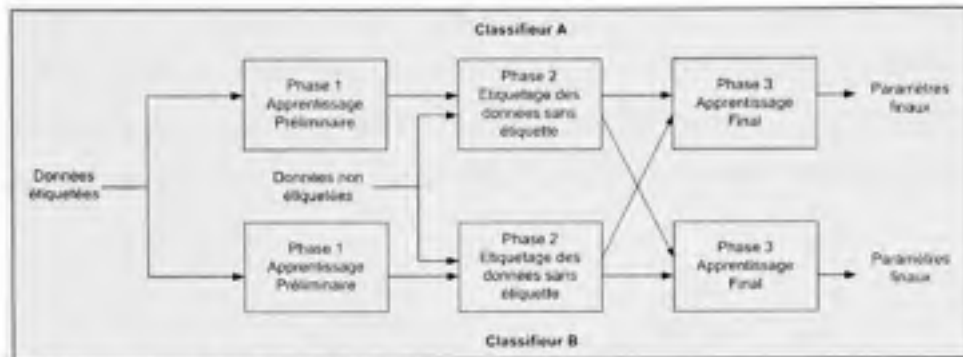 Classifieur A
Phase 1
Apprentissage
Préliminaire
Phase 2
Etiquetage des
données sans
étiquette
Phase 3
Apprentissage
Final
Paramètres
finaux
Données
étiquetées
Données non
étiquetées
Phase 1
Apprentissage
Préliminaire
Phase 2
Etiquetage des
données sans
étiquette
Phase 3
Apprentissage
Final
Paramètres
finaux
Classifieur B